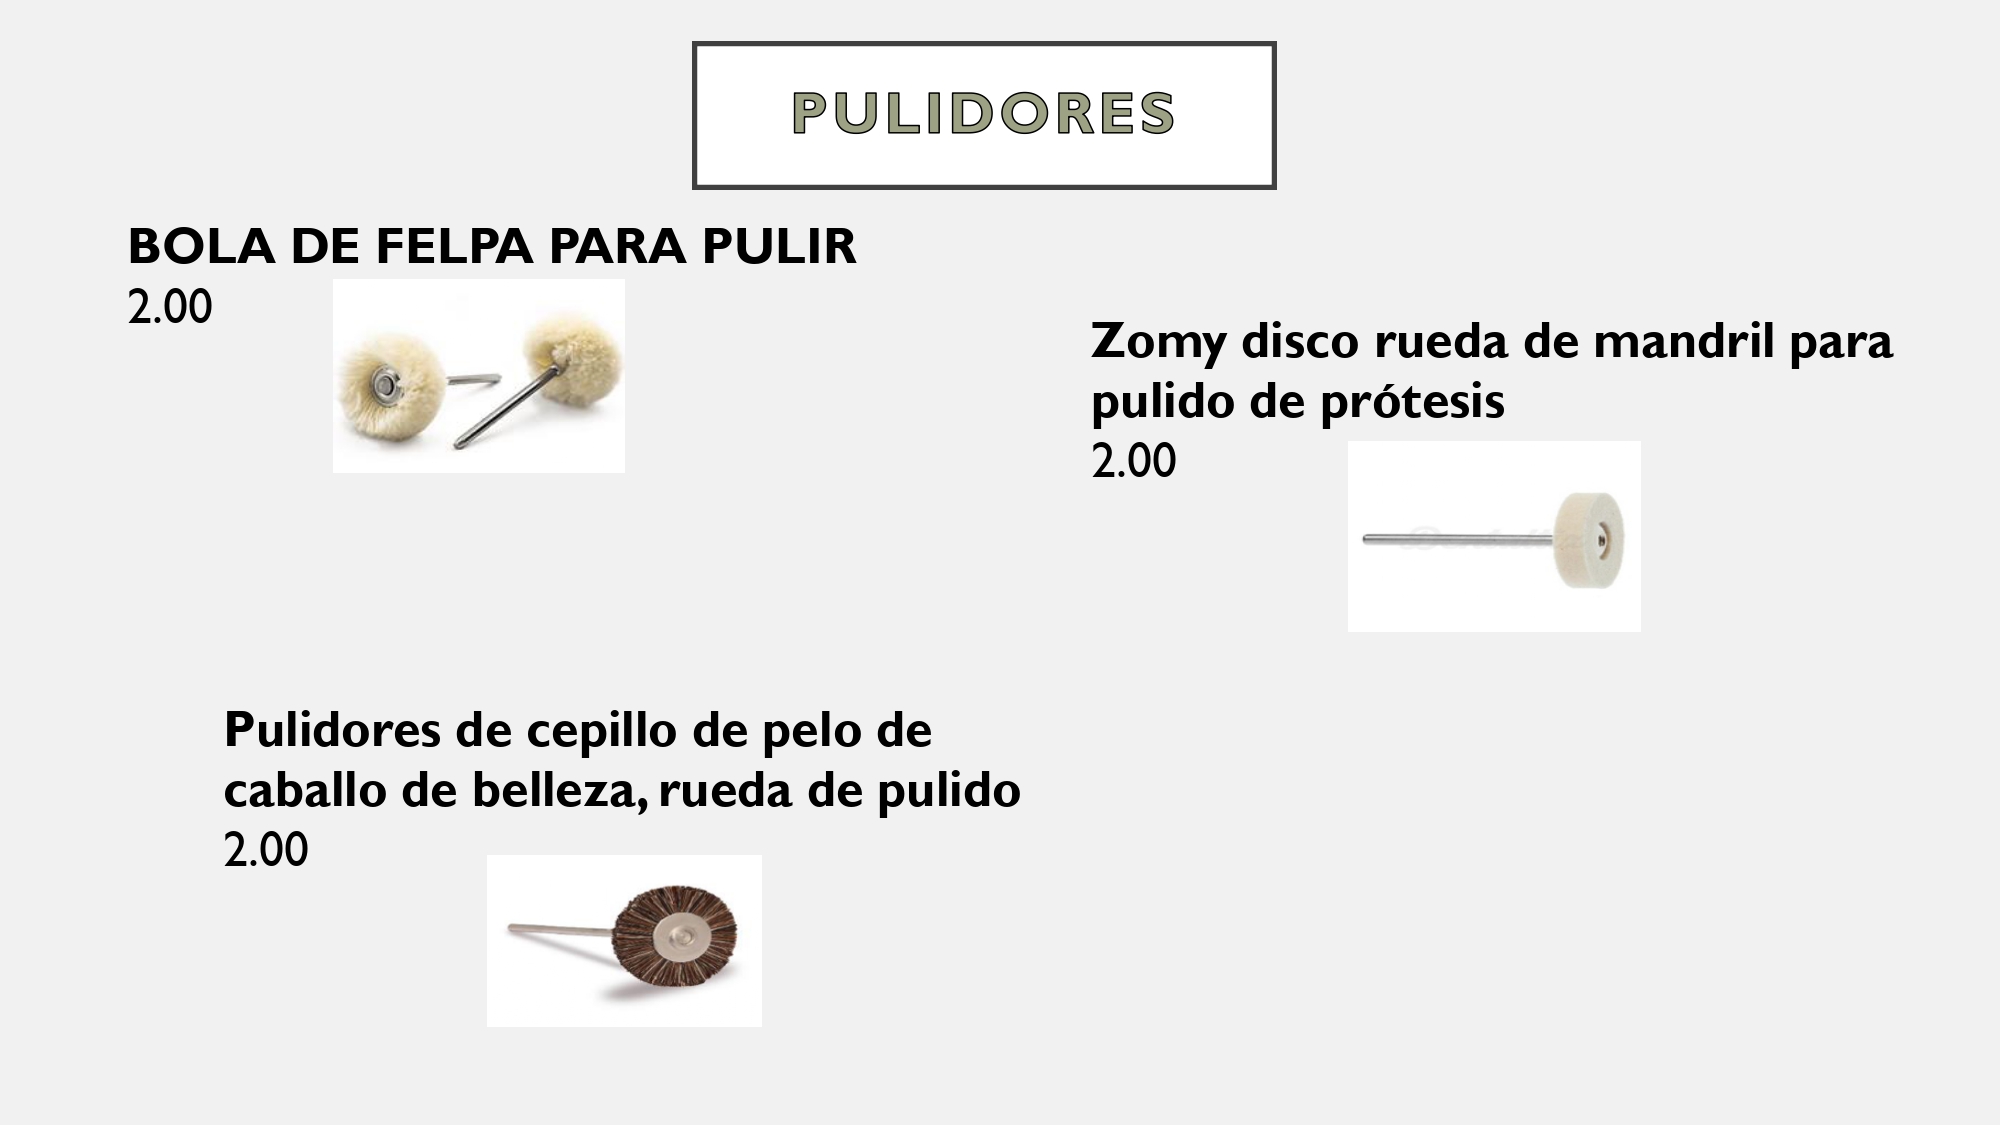 PULIDORES
BOLA DE FELPA PARA PULIR
2.00
Zomy disco rueda de mandril para
pulido de prótesis
2.00
Pulidores de cepillo de pelo de
caballo de belleza, rueda de pulido
2.00